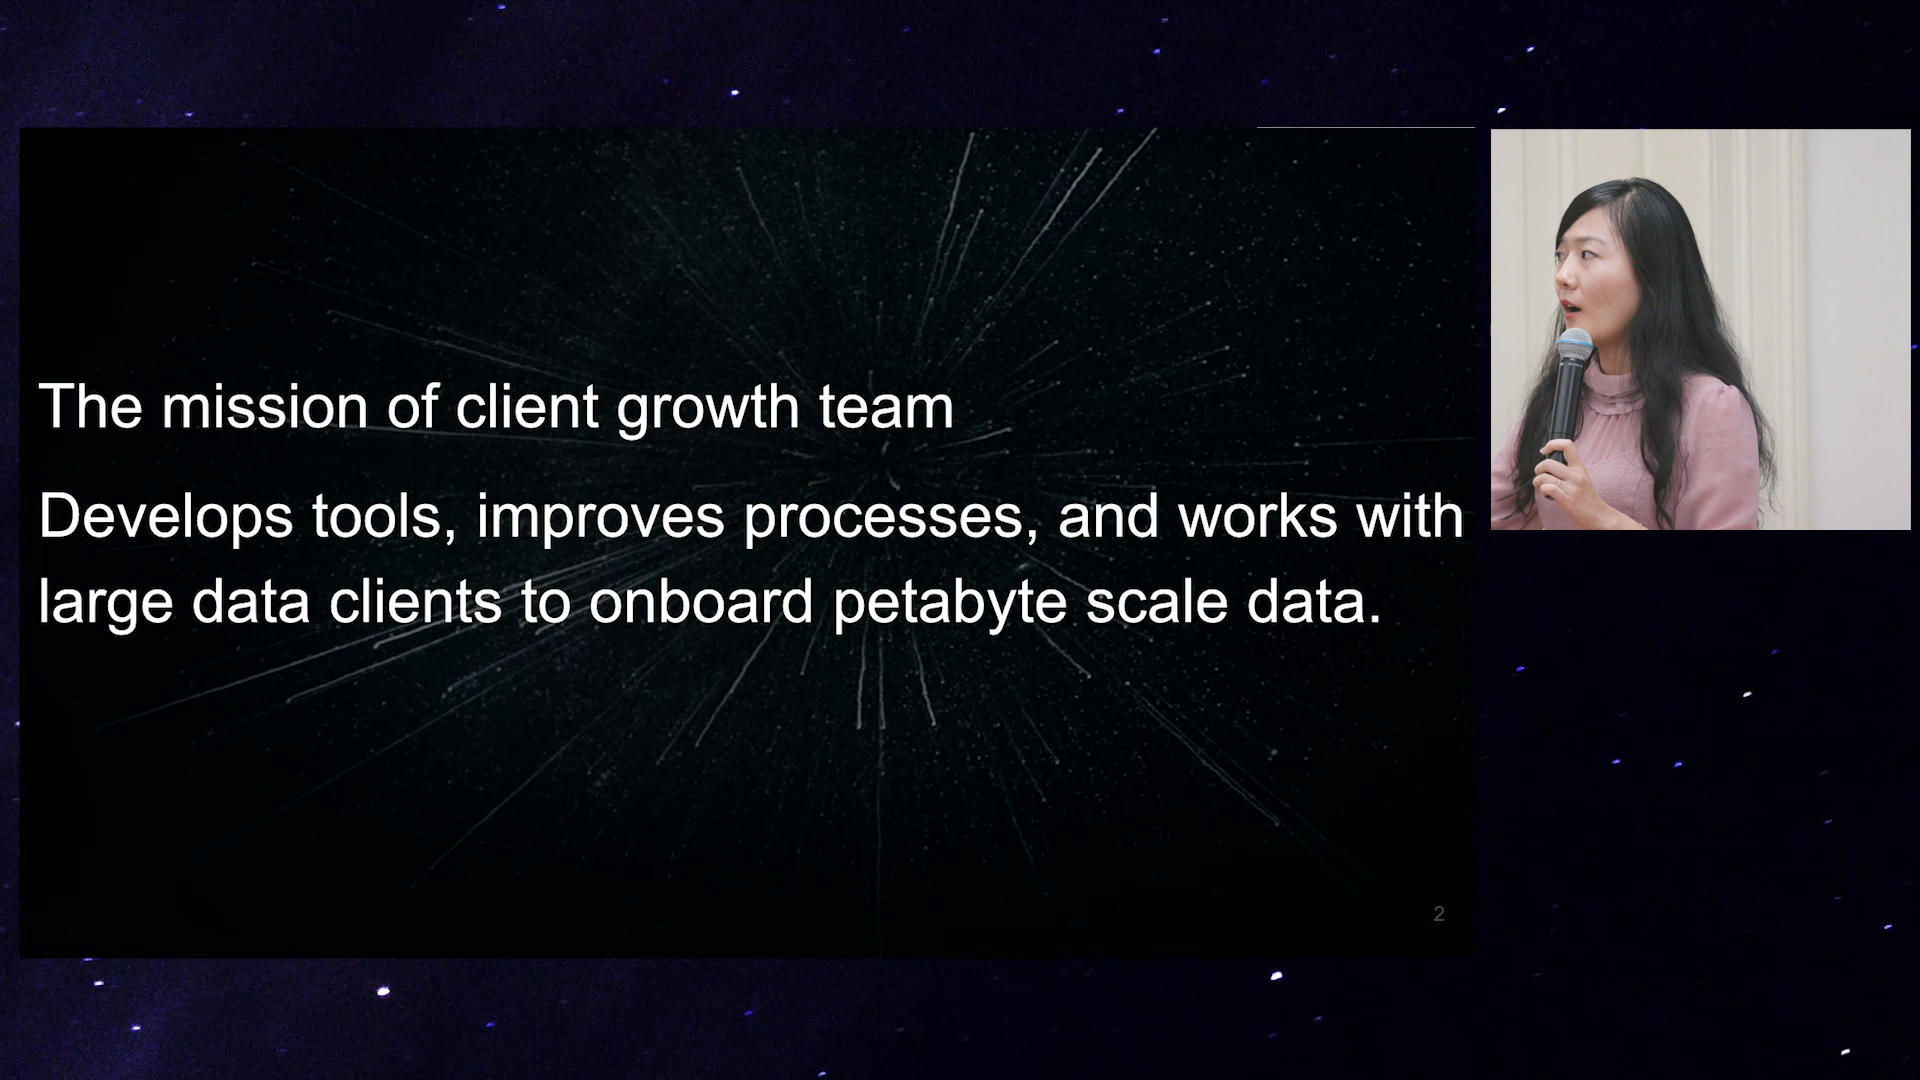 The mission of client growth team
Develops tools, improves processes, and works with
large data clients to onboard petabyte scale data.
2